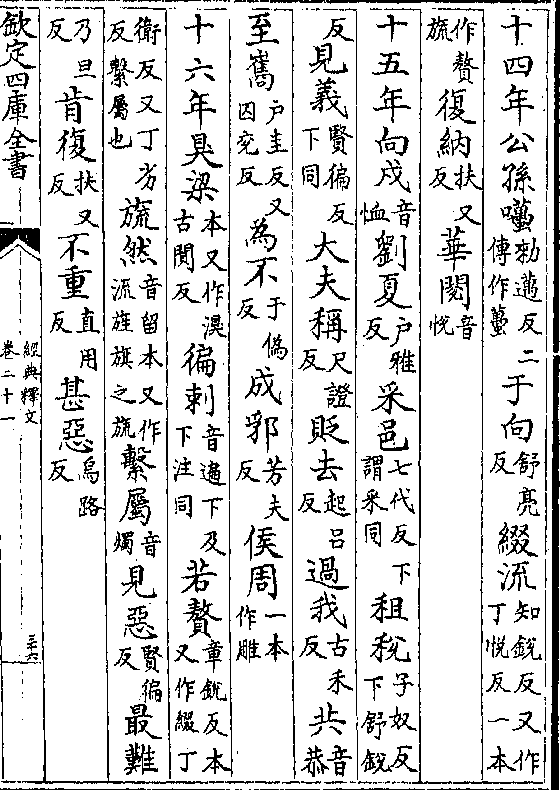 十四年公孫囆勑邁反二傳作蠆于向舒亮反綴流知銳反又作丁悅反一本
作贅旒復納扶又反華閱音悅
十五年向戌音恤劉夏户雅反采邑七代反下謂采同租稅子奴反下舒銳
反見義賢徧反下同大夫稱尺證反貶去起呂反過我古禾反共音恭
至巂户圭反又囚兖反為不于偽反成郛芳夫反侯周一本作雕
十六年臭梁本又作湨古閴反徧刺音遍下及下注同若贅章銳反本又作綴丁
衛反又丁劣反繫屬也旒然音留本又作流旌旗之旒繫屬音燭見惡賢徧反最難
乃旦反肯復扶又反不重直用反甚惡烏路反
欽定四庫全書
經典釋文
卷二十一
三十六